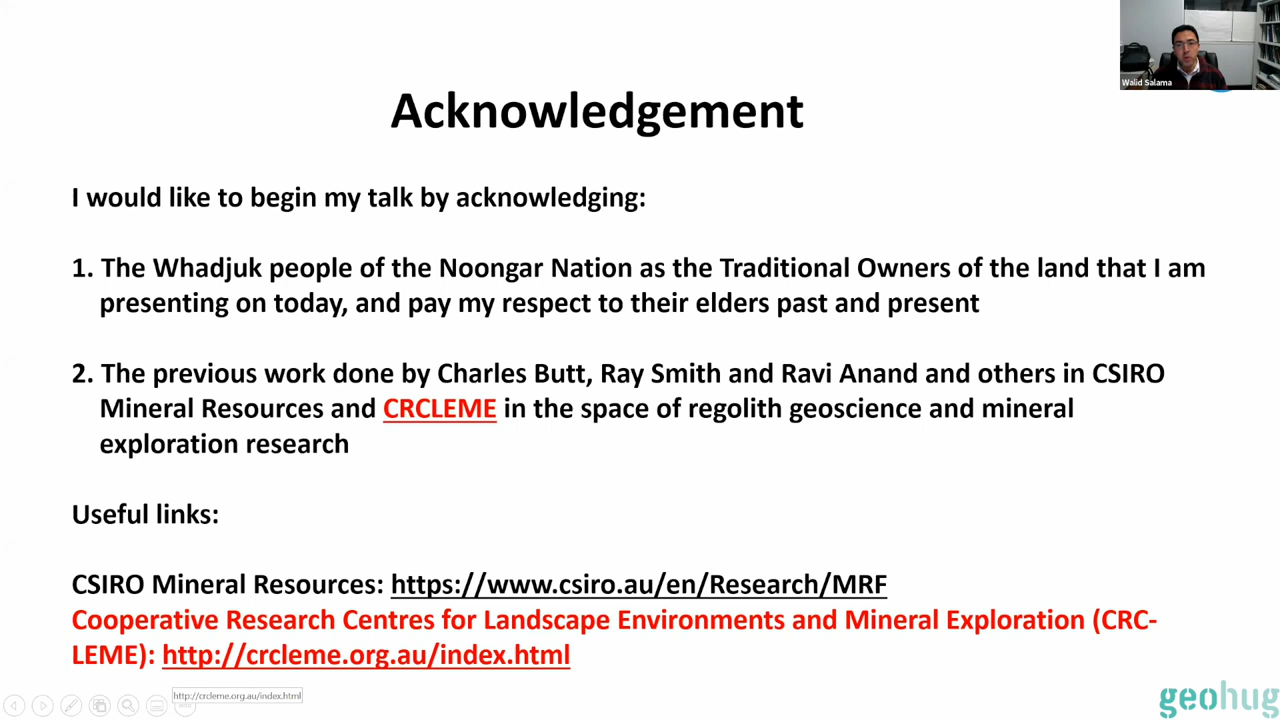 Walid Salama
Acknowledgement
I would like to begin my talk by acknowledging:
1. The Whadjuk people of the Noongar Nation as the Traditional Owners of the land that I am
presenting on today, and pay my respect to their elders past and present
2. The previous work done by Charles Butt, Ray Smith and Ravi Anand and others in CSIRO
Mineral Resources and CRCLEME in the space of regolith geoscience and mineral
exploration research
Useful links:
CSIRO Mineral Resources: https://www.csiro.au/en/Research/MRF
Cooperative Research Centres for Landscape Environments and Mineral Exploration (CRC-
LEME): http://crcleme.org.au/index.html
http://crcleme.org.au/index.html
geohug